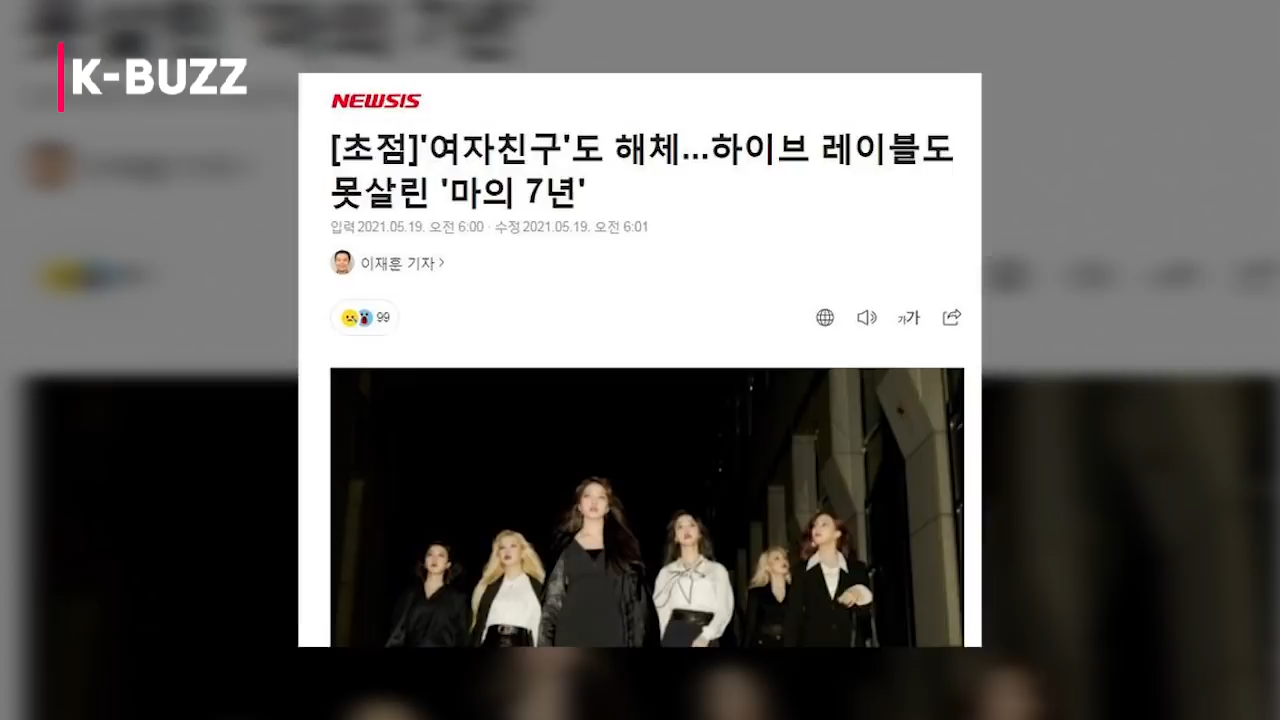 K-BUZZ
NEWSIS
[초점]'여자친구'도 해체...하이브 레이블도
못살린 '마의 7년'
입력 2021.05.19. 오전 6:00 · 수정 2021.05.19. 오전 6:01
이재훈 기자 >
99
가가